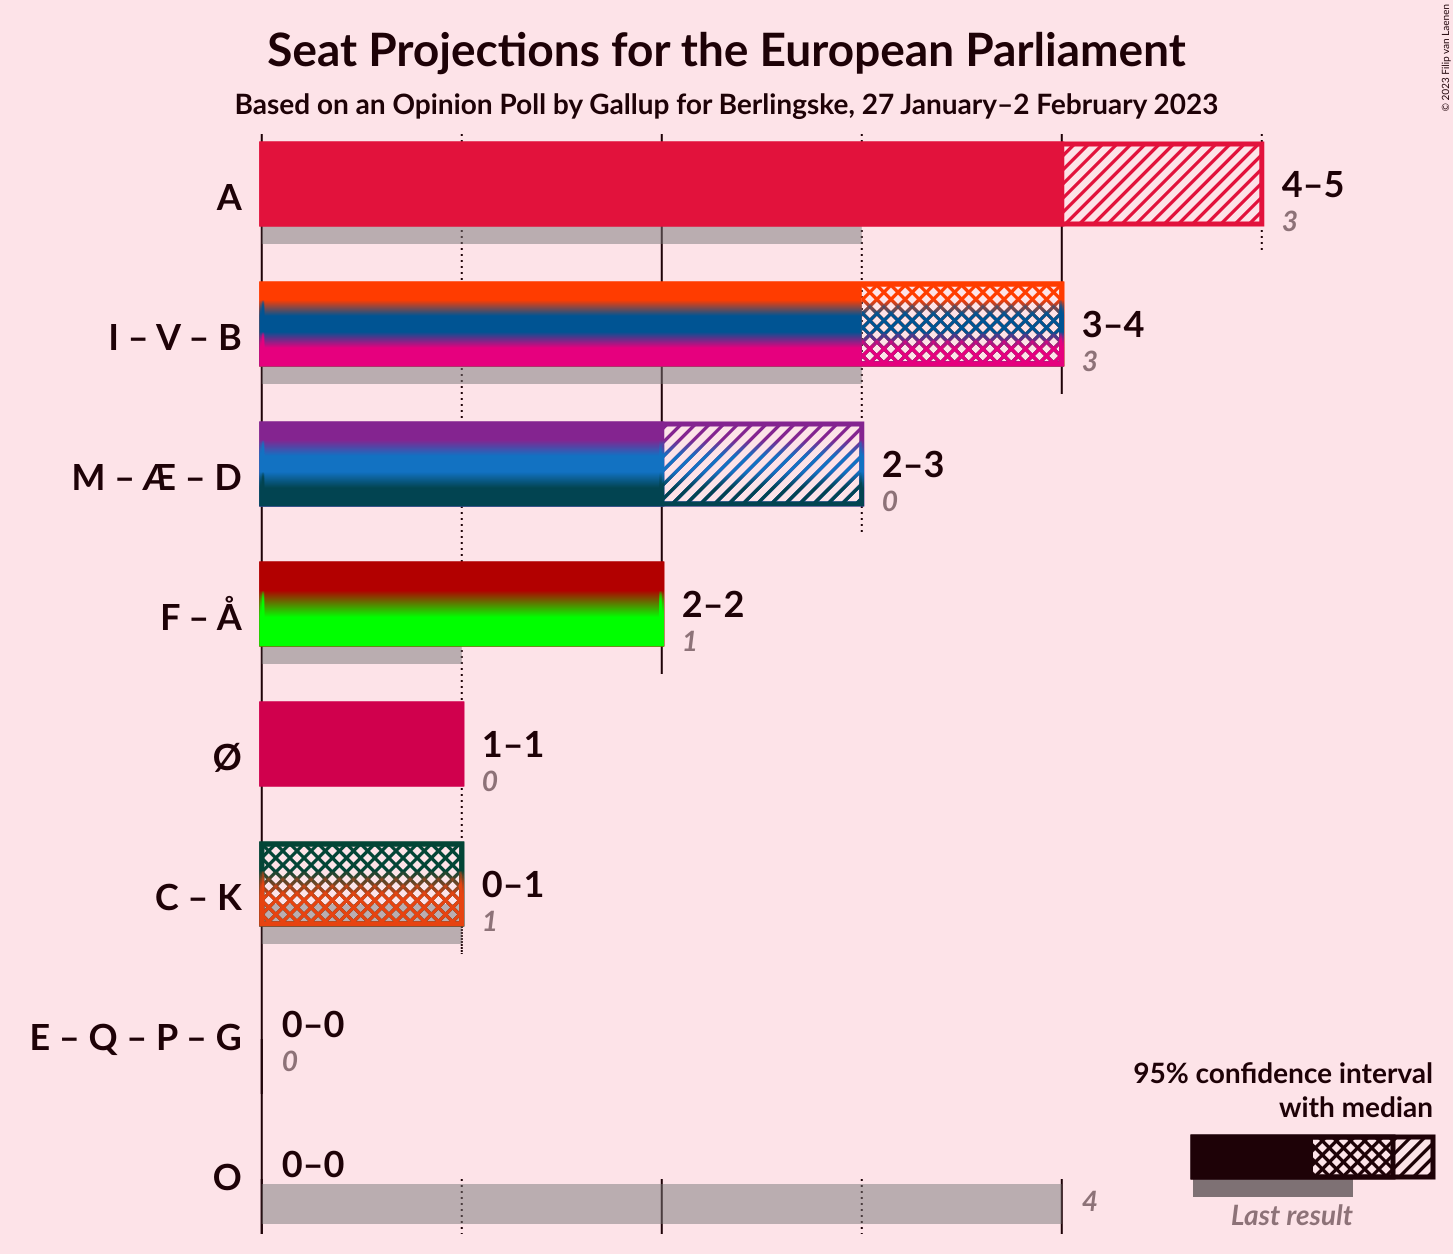 Seat Projections for the European Parliament
Based on an Opinion Poll by Gallup for Berlingske, 27 January–2 February 2023
© 2023 Filip van Laenen
A
4–5
3
I – V – B
3–4
3
M – Æ – D
2–3
0
F – Å
2–2
1
Ø
1–1
0
C – K
0–1
1
E – Q – P – G
0–0
0
O
0–0
4
95% confidence interval
with median
Last result